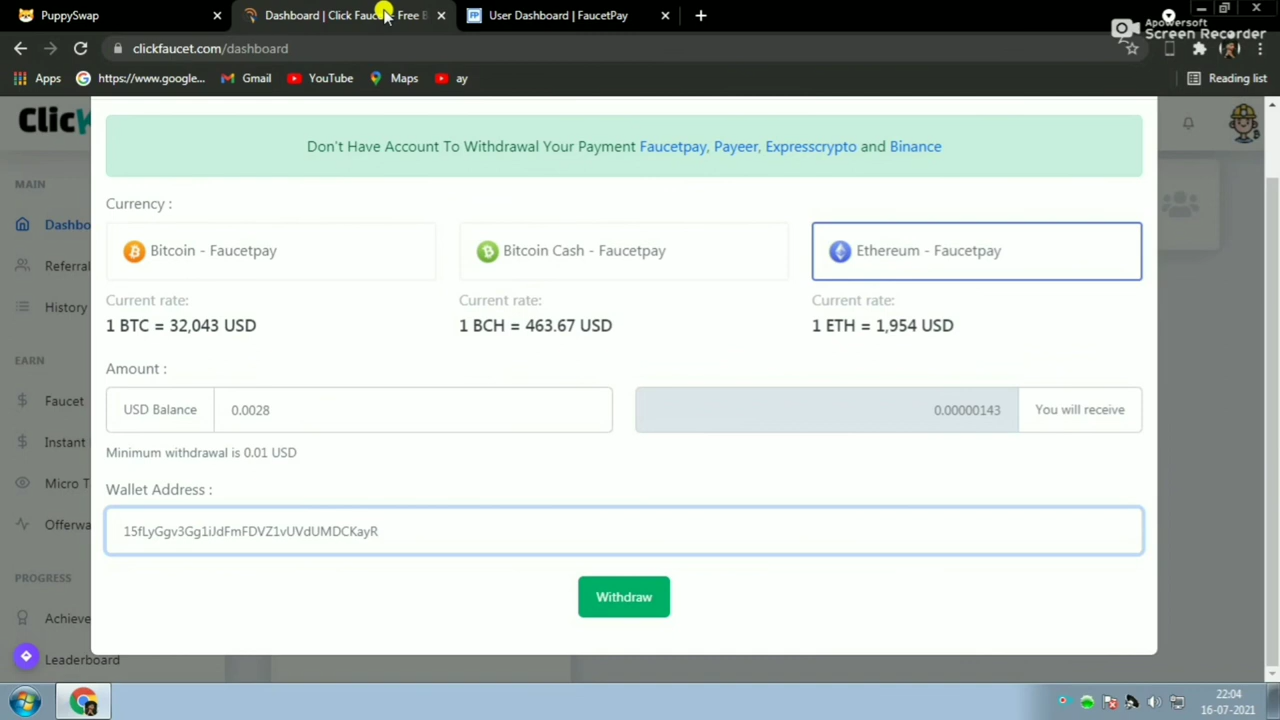 PuppySwap
Dashboard | Click Fauc
Free B
User Dashboard | FaucetPay
Apowersoft
Screen Recorder
clickfaucet.com/dashboard
Apps
https://www.google...
Gmail
YouTube
Maps
ay
Reading list
Clic
Don't Have Account To Withdrawal Your Payment Faucetpay, Payeer, Expresscrypto and Binance
MAIN
Currency :
Dashbo
Bitcoin - Faucetpay
Bitcoin Cash - Faucetpay
Ethereum - Faucetpay
Referral
Current rate:
Current rate:
Current rate:
History
1 BTC = 32,043 USD
1 BCH = 463.67 USD
1 ETH = 1,954 USD
EARN
Amount :
Faucet
USD Balance
0.0028
0.00000143
You will receive
Instant
Minimum withdrawal is 0.01 USD
Micro T
Wallet Address :
Offerwa
15fLyGgv3Gg1iJdFmFDVZ1vUVdUMDCKayR
PROGRESS
Withdraw
Achieve
Leaderboard
22:04
16-07-2021